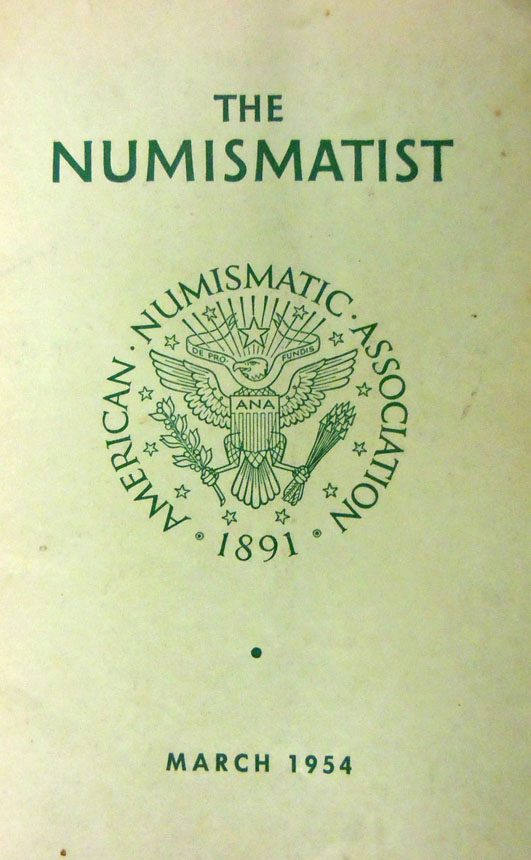 THE
NUMISMATIST
AMERICAN · NUMISMATIC · ASSOCIATION
DE PRO- FUNDIS
ANA
1891
MARCH 1954